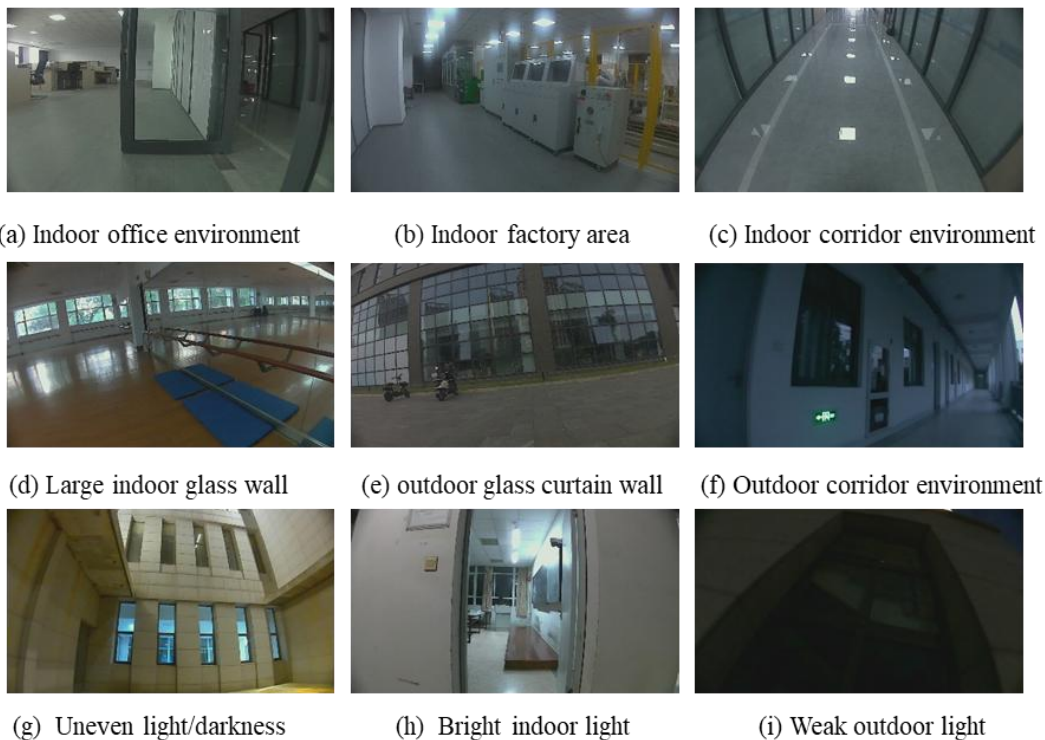 (a) Indoor office environment
(b) Indoor factory area
(c) Indoor corridor environment
(d) Large indoor glass wall
(e) outdoor glass curtain wall
(f) Outdoor corridor environment
(g) Uneven light/darkness
(h) Bright indoor light
(i) Weak outdoor light